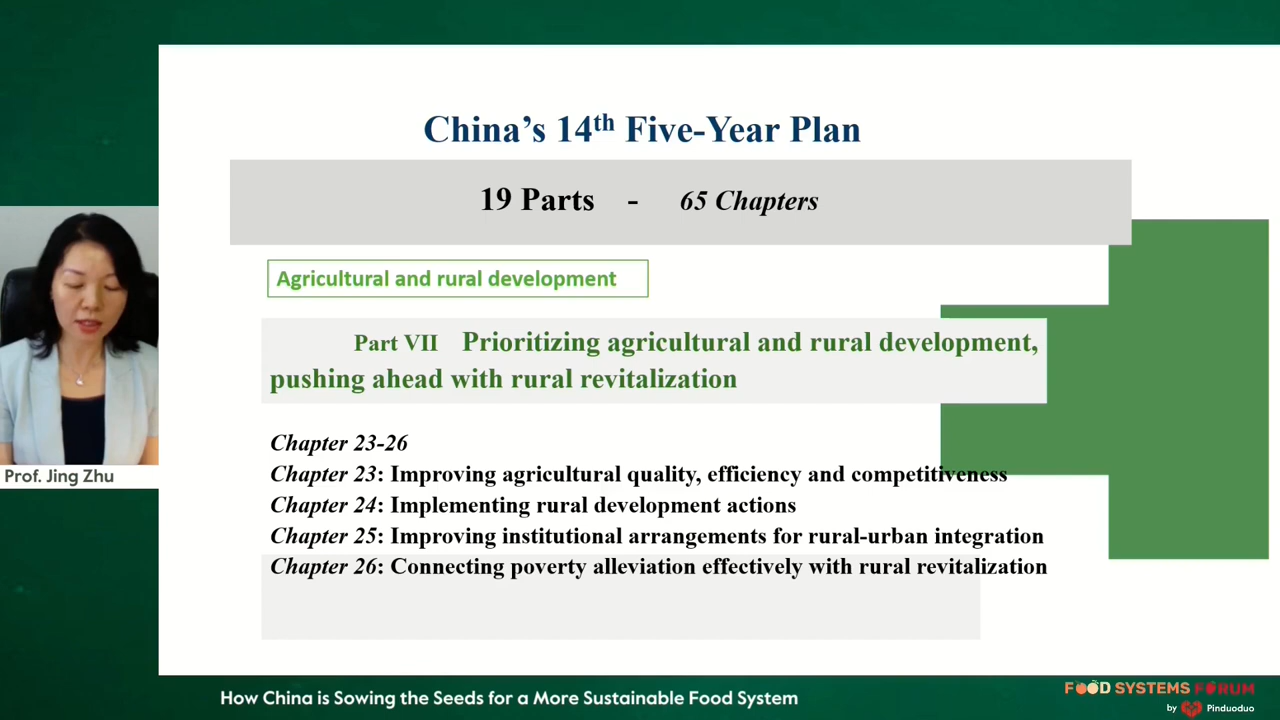 China's 14th Five-Year Plan
19 Parts - 65 Chapters
Agricultural and rural development
Part VII Prioritizing agricultural and rural development,
pushing ahead with rural revitalization
Chapter 23-26
Chapter 23: Improving agricultural quality, efficiency and competitiveness
Chapter 24: Implementing rural development actions
Chapter 25: Improving institutional arrangements for rural-urban integration
Chapter 26: Connecting poverty alleviation effectively with rural revitalization
Prof. Jing Zhu
How China is Sowing the Seeds for a More Sustainable Food System
FOOD SYSTEMS FORUM
by Pinduoduo